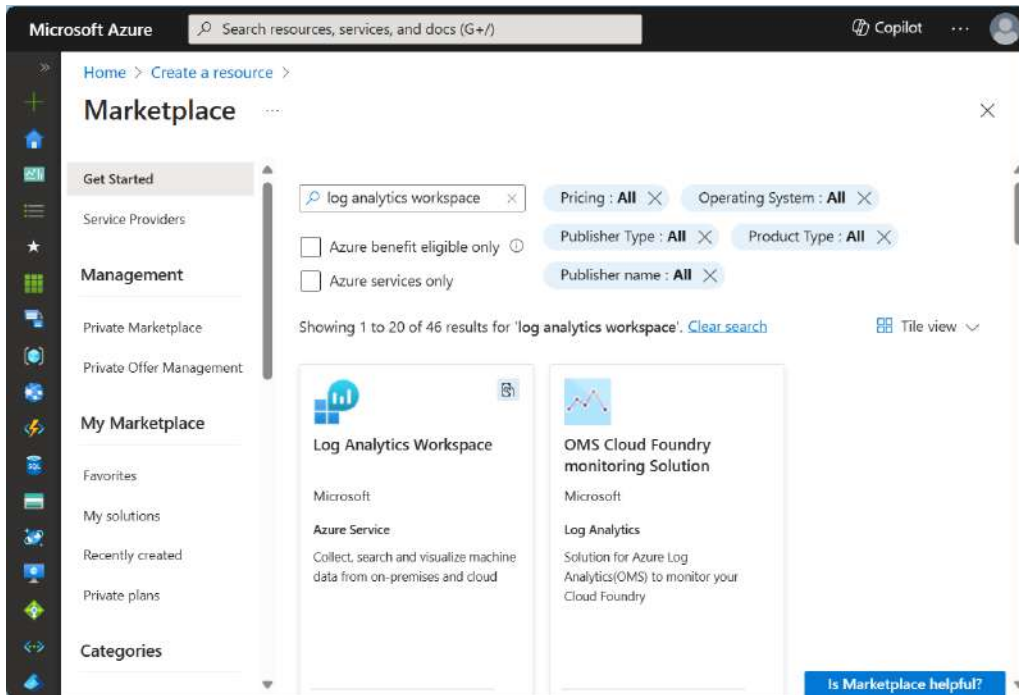 Microsoft Azure
Search resources, services, and docs (G+/)
Copilot
Home > Create a resource >
Marketplace
Get Started
Service Providers
Management
Private Marketplace
Private Offer Management
My Marketplace
Favorites
My solutions
Recently created
Private plans
Categories
log analytics workspace
Pricing : All
Operating System : All
Azure benefit eligible only
Publisher Type : All
Product Type : All
Azure services only
Publisher name : All
Showing 1 to 20 of 46 results for 'log analytics workspace'. Clear search
Tile view
Log Analytics Workspace
Microsoft
Azure Service
Collect, search and visualize machine
data from on-premises and cloud
OMS Cloud Foundry
monitoring Solution
Microsoft
Log Analytics
Solution for Azure Log
Analytics(OMS) to monitor your
Cloud Foundry
Is Marketplace helpful?
SQL